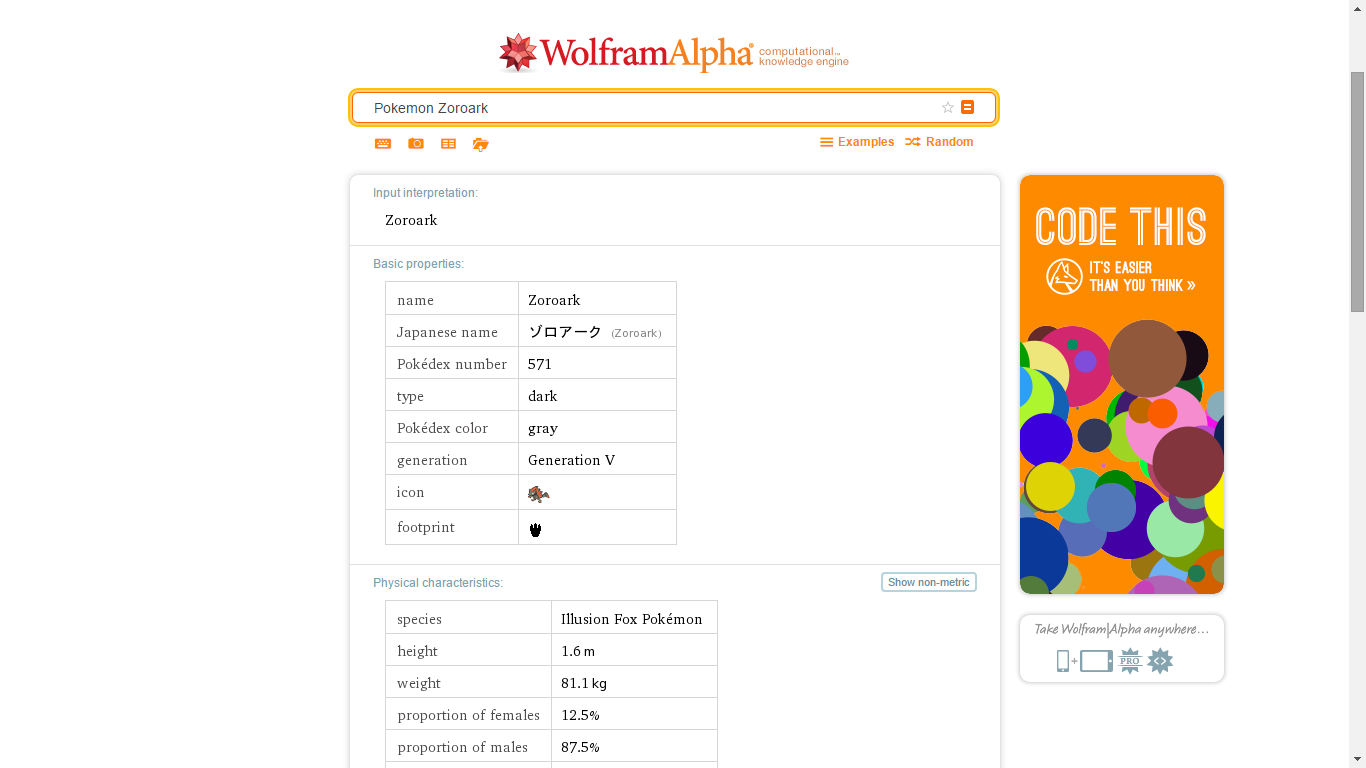 WolframAlpha computational... knowledge engine
Pokemon Zoroark
Examples Random
Input interpretation:
Zoroark
Basic properties:
name Zoroark
Japanese name ゾロアーク (Zoroark)
Pokédex number 571
type dark
Pokédex color gray
generation Generation V
icon
footprint
Physical characteristics: Show non-metric
species Illusion Fox Pokémon
height 1.6 m
weight 81.1 kg
proportion of females 12.5%
proportion of males 87.5%
CODE THIS
IT'S EASIER
THAN YOU THINK »
Take Wolfram|Alpha anywhere...
+ PRO